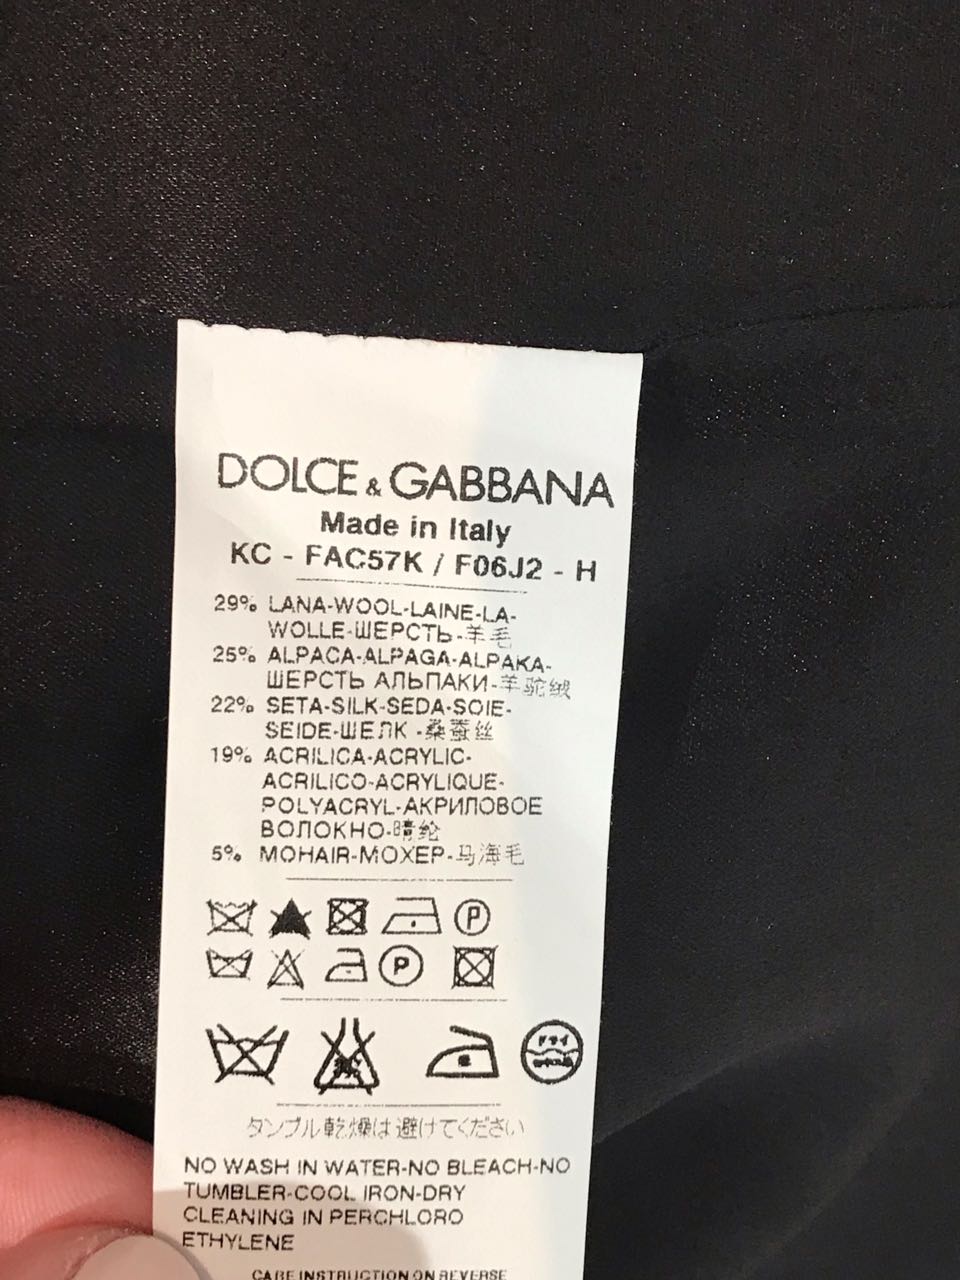 DOLCE & GABBANA
Made in Italy
KC - FAC57K / F06J2 - H
29% LANA-WOOL-LAINE-LA-
WOLLE-ШЕРСТЬ-羊毛
25% ALPACA-ALPAGA-ALPAKA-
ШЕРСТЬ АЛЬПАКИ-羊驼绒
22% SETA-SILK-SEDA-SOIE-
SEIDE-ШЕЛК -桑蚕丝
19% ACRILICA-ACRYLIC-
ACRILICO-ACRYLIQUE-
POLYACRYL-АКРИЛОВОЕ
ВОЛОКНО-晴纶
5% MOHAIR-МОХЕР-马海毛
P
P
ドライ
タンブル乾燥は避けてください
NO WASH IN WATER-NO BLEACH-NO
TUMBLER-COOL IRON-DRY
CLEANING IN PERCHLORO
ETHYLENE
CARE INSTRUCTION ON REVERSE